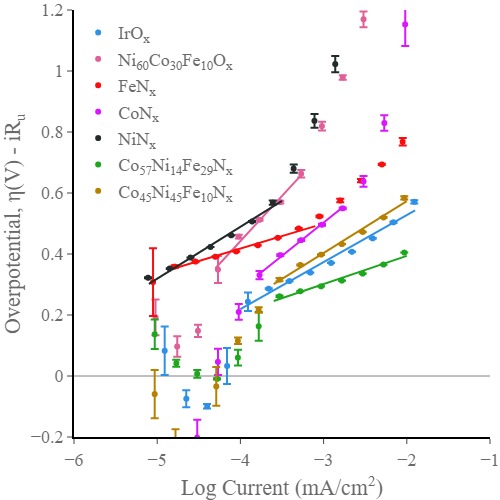 1.2
1
0.8
0.6
0.4
0.2
0
−0.2
Overpotential, η(V) - iRᵤ
IrOₓ
Ni₆₀Co₃₀Fe₁₀Oₓ
FeNₓ
CoNₓ
NiNₓ
Co₅₇Ni₁₄Fe₂₉Nₓ
Co₄₅Ni₄₅Fe₁₀Nₓ
−6 −5 −4 −3 −2 −1
Log Current (mA/cm²)